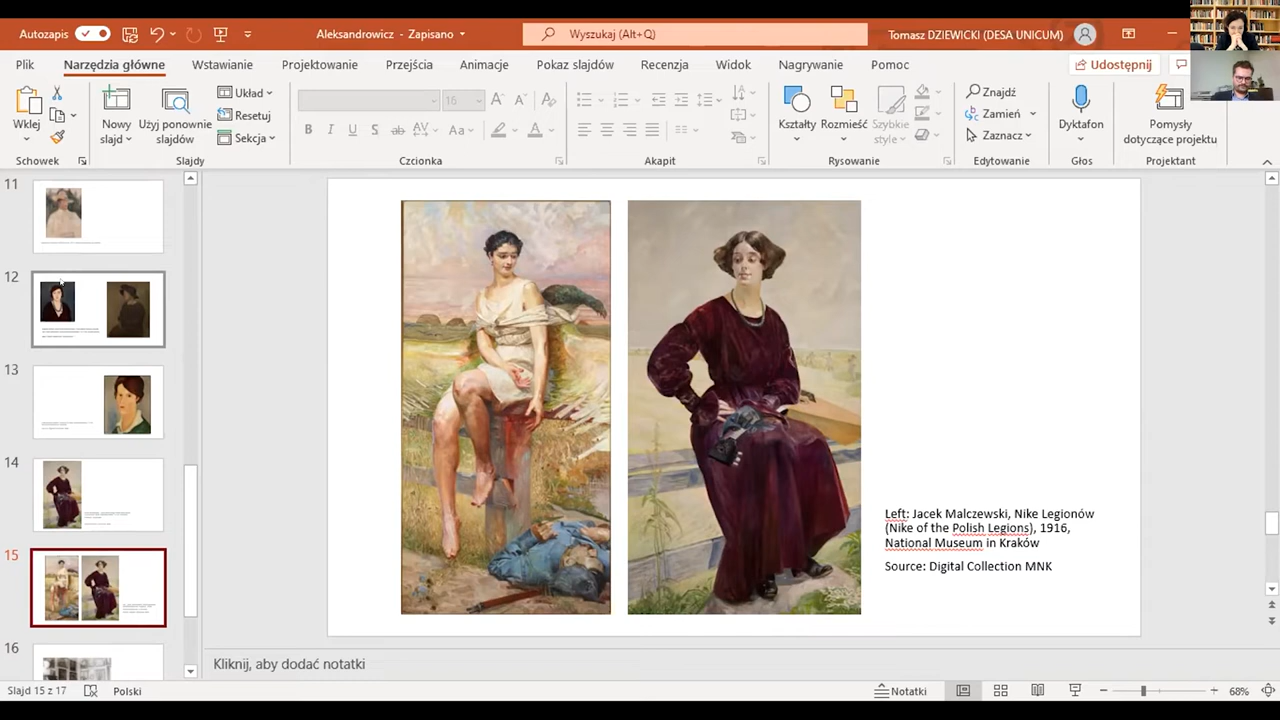 Autozapis
Aleksandrowicz - Zapisano
Wyszukaj (Alt+Q)
Tomasz DZIEWICKI (DESA UNICUM)
Plik Narzędzia główne Wstawianie Projektowanie Przejścia Animacje Pokaz slajdów Recenzja Widok Nagrywanie Pomoc Udostępnij
Wklej
Schowek
Nowy slajd
Użyj ponownie slajdów
Układ
Resetuj
Sekcja
Slajdy
16
Czcionka
Akapit
Kształty
Rozmieść
Szybkie style
Rysowanie
Znajdź
Zamień
Zaznacz
Edytowanie
Dyktafon
Głos
Pomysły dotyczące projektu
Projektant
11
12
13
14
15
16
Left: Jacek Malczewski, Nike Legionów
(Nike of the Polish Legions), 1916,
National Museum in Kraków
Source: Digital Collection MNK
Kliknij, aby dodać notatki
Slajd 15 z 17 Polski Notatki 68%